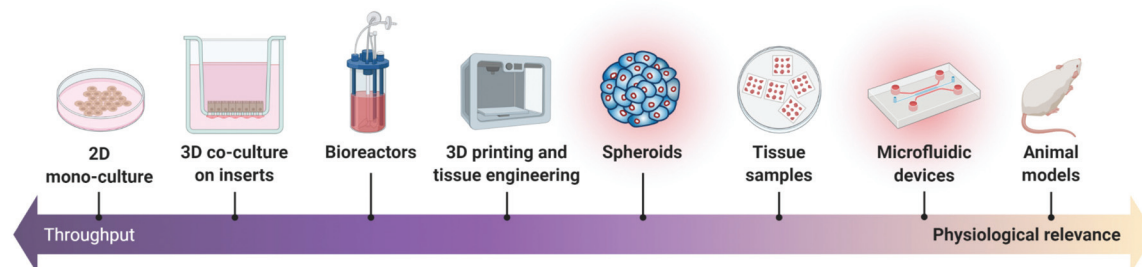 2D
mono-culture
3D co-culture
on inserts
Bioreactors
3D printing and
tissue engineering
Spheroids
Tissue
samples
Microfluidic
devices
Animal
models
Throughput
Physiological relevance